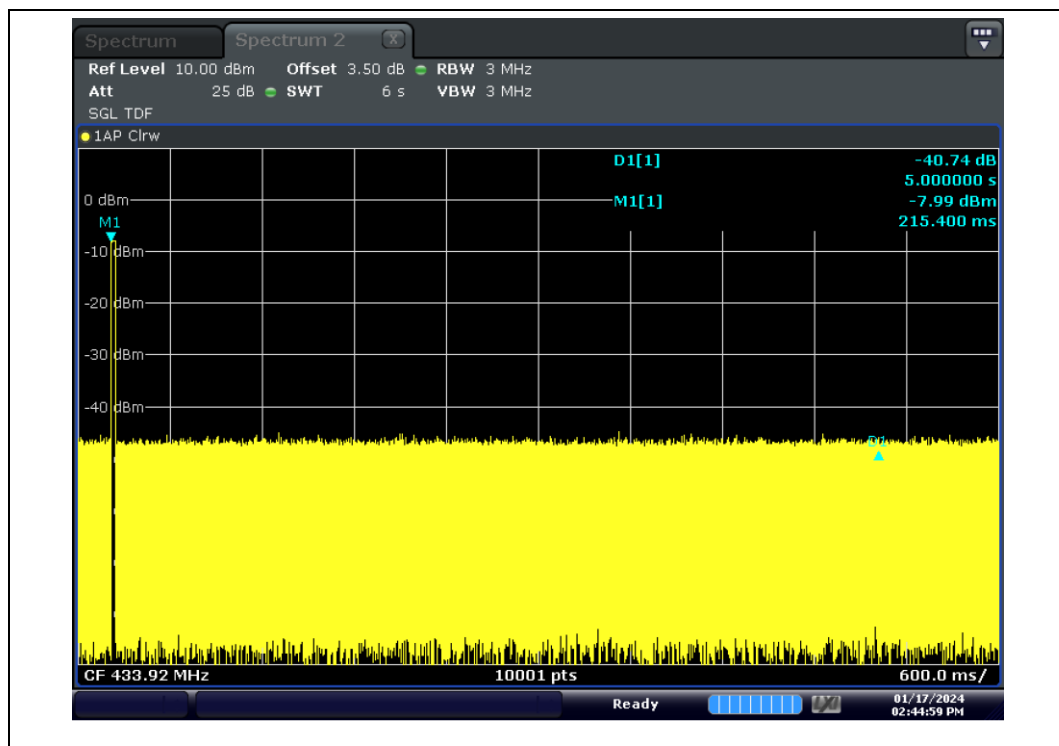 Spectrum Spectrum 2 X
Ref Level 10.00 dBm Offset 3.50 dB RBW 3 MHz
Att 25 dB SWT 6 s VBW 3 MHz
SGL TDF
1AP Clrw
D1[1] -40.74 dB
5.000000 s
0 dBm M1[1] -7.99 dBm
M1 215.400 ms
-10 dBm
-20 dBm
-30 dBm
-40 dBm
D1
CF 433.92 MHz 10001 pts 600.0 ms/
Ready 01/17/2024
02:44:59 PM